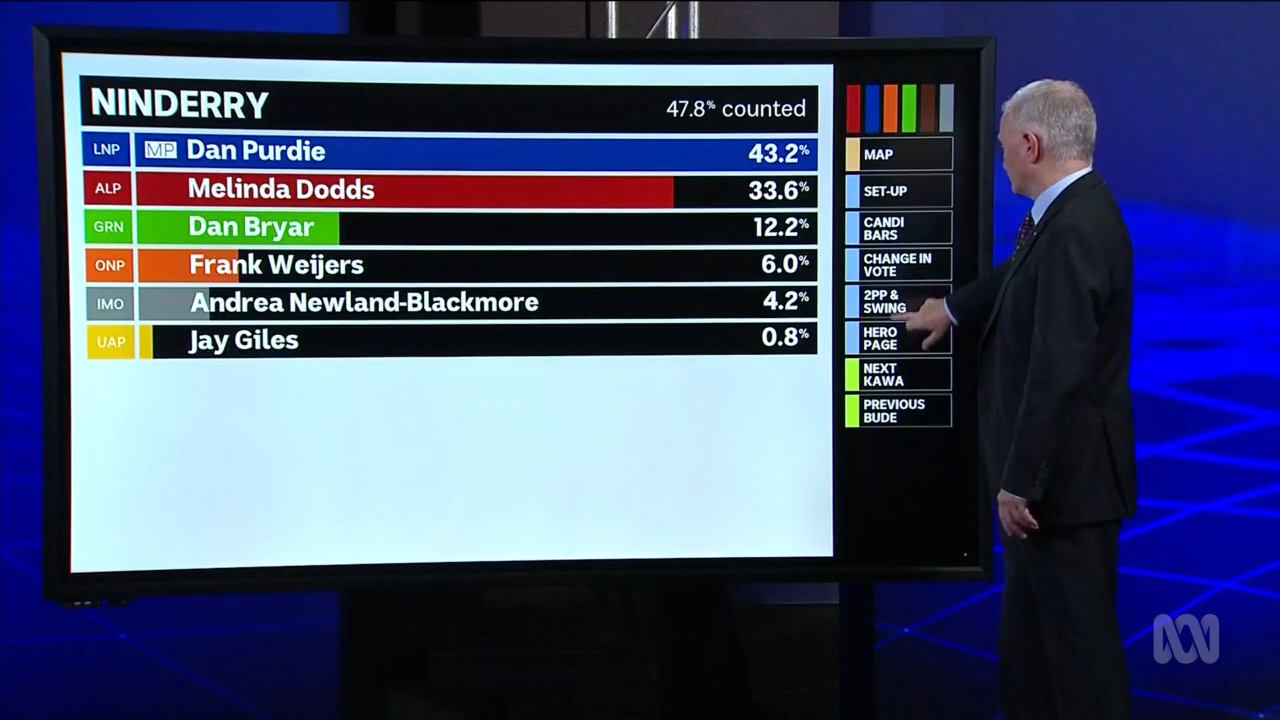 NINDERRY
47.8% counted
LNP MP Dan Purdie 43.2%
ALP Melinda Dodds 33.6%
GRN Dan Bryar 12.2%
ONP Frank Weijers 6.0%
IMO Andrea Newland-Blackmore 4.2%
UAP Jay Giles 0.8%
MAP
SET-UP
CANDI
BARS
CHANGE IN
VOTE
2PP &
SWING
HERO
PAGE
NEXT
KAWA
PREVIOUS
BUDE